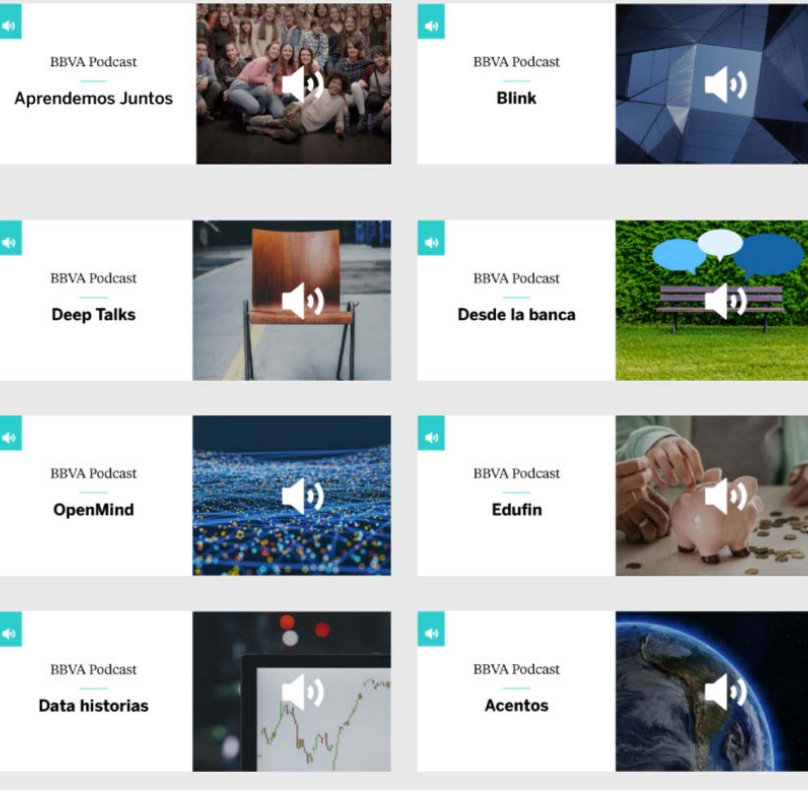 BBVA Podcast
Aprendemos Juntos
BBVA Podcast
Blink
BBVA Podcast
Deep Talks
BBVA Podcast
Desde la banca
BBVA Podcast
OpenMind
BBVA Podcast
Edufin
BBVA Podcast
Data historias
BBVA Podcast
Acentos